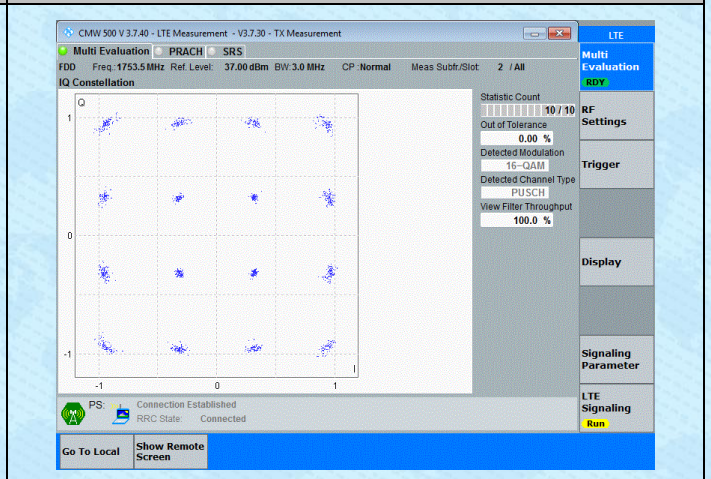 CMW 500 V 3.7.40 - LTE Measurement - V3.7.30 - TX Measurement
LTE
Multi Evaluation PRACH SRS
Multi
Evaluation
RDY
FDD Freq.:1753.5 MHz Ref. Level: 37.00 dBm BW:3.0 MHz CP :Normal Meas Subfr./Slot: 2 / All
IQ Constellation
Q
1
0
-1
-1 0 1
I
Statistic Count
10 / 10
Out of Tolerance
0.00 %
Detected Modulation
16-QAM
Detected Channel Type
PUSCH
View Filter Throughput
100.0 %
RF
Settings
Trigger
Display
Signaling
Parameter
LTE
Signaling
Run
PS: Connection Established
RRC State: Connected
Go To Local
Show Remote
Screen